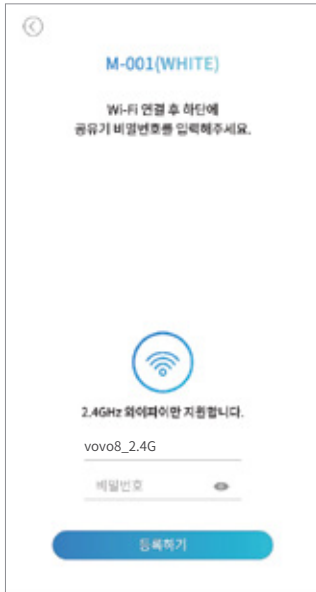 M-001(WHITE)
Wi-Fi 연결 후 하단에
공유기 비밀번호를 입력해주세요.
2.4GHz 와이파이만 지원합니다.
vovo8_2.4G
비밀번호
등록하기